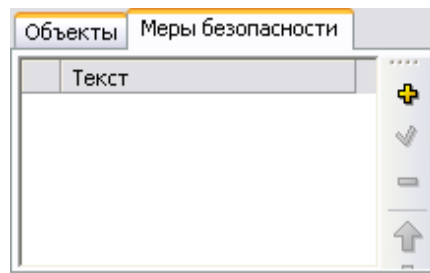 Объекты Меры безопасности
Текст